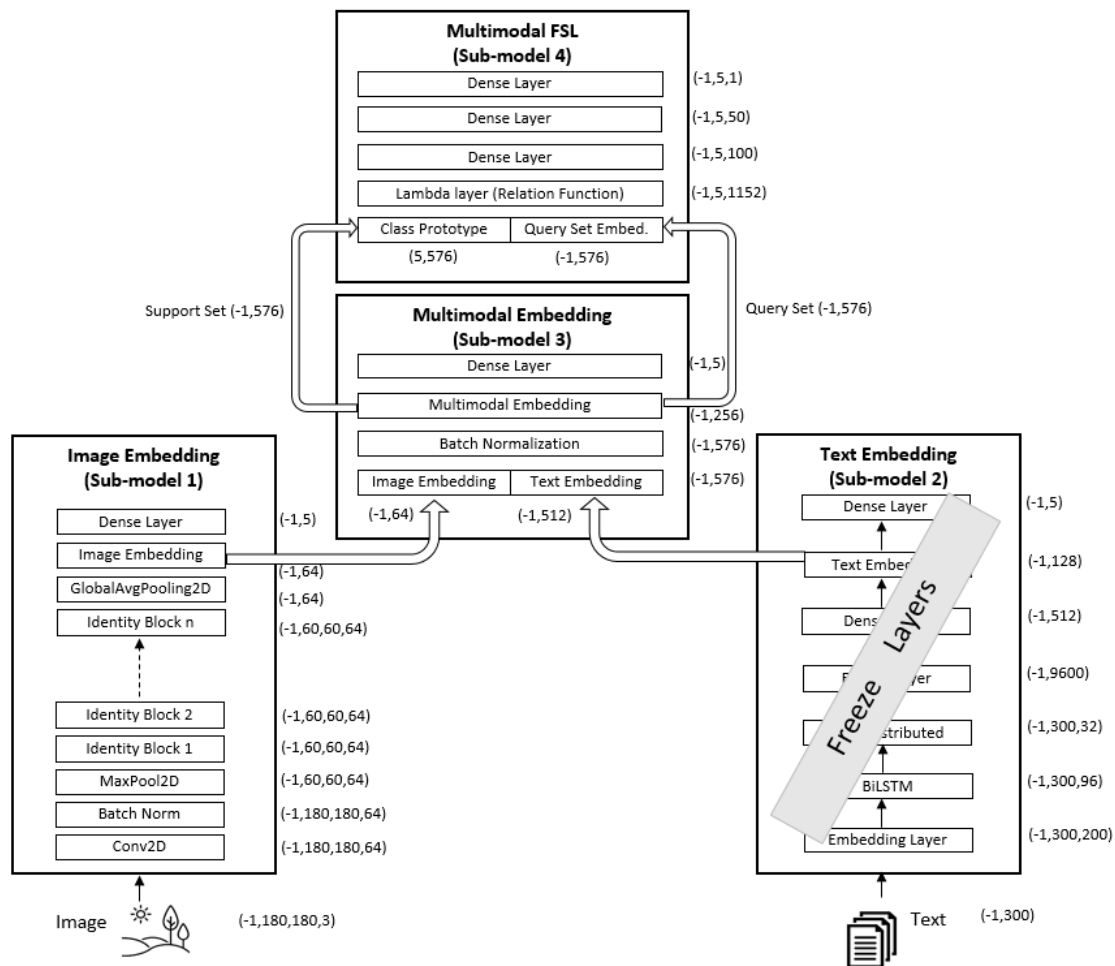 Multimodal FSL
(Sub-model 4)
Dense Layer
(-1,5,1)
Dense Layer
(-1,5,50)
Dense Layer
(-1,5,100)
Lambda layer (Relation Function)
(-1,5,1152)
Class Prototype
Query Set Embed.
(5,576)
(-1,576)
Support Set (-1,576)
Query Set (-1,576)
Multimodal Embedding
(Sub-model 3)
Dense Layer
(-1,5)
Multimodal Embedding
(-1,256)
Batch Normalization
(-1,576)
Image Embedding
Text Embedding
(-1,576)
(-1,64)
(-1,512)
Image Embedding
(Sub-model 1)
Dense Layer
(-1,5)
Image Embedding
(-1,64)
GlobalAvgPooling2D
(-1,64)
Identity Block n
(-1,60,60,64)
Identity Block 2
(-1,60,60,64)
Identity Block 1
(-1,60,60,64)
MaxPool2D
(-1,60,60,64)
Batch Norm
(-1,180,180,64)
Conv2D
(-1,180,180,64)
Image
(-1,180,180,3)
Text Embedding
(Sub-model 2)
Dense Layer
(-1,5)
Text
(-1,128)
(-1,512)
(-1,9600)
(-1,300,32)
BiLSTM
(-1,300,96)
Embedding Layer
(-1,300,200)
Freeze Layers
Text
(-1,300)